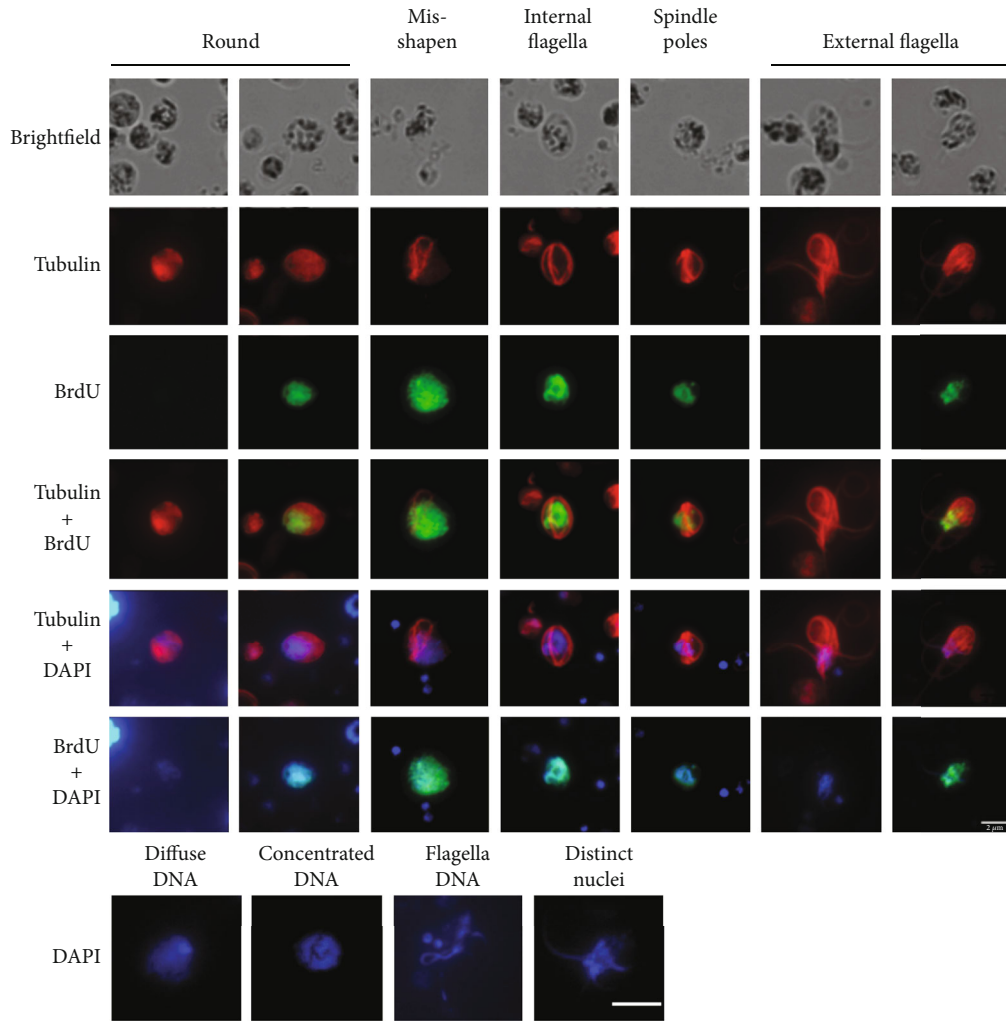 Round
Mis-
shapen
Internal
flagella
Spindle
poles
External flagella
Brightfield
Tubulin
BrdU
Tubulin
+
BrdU
Tubulin
+
DAPI
BrdU
+
DAPI
2 μm
Diffuse
DNA
Concentrated
DNA
Flagella
DNA
Distinct
nuclei
DAPI